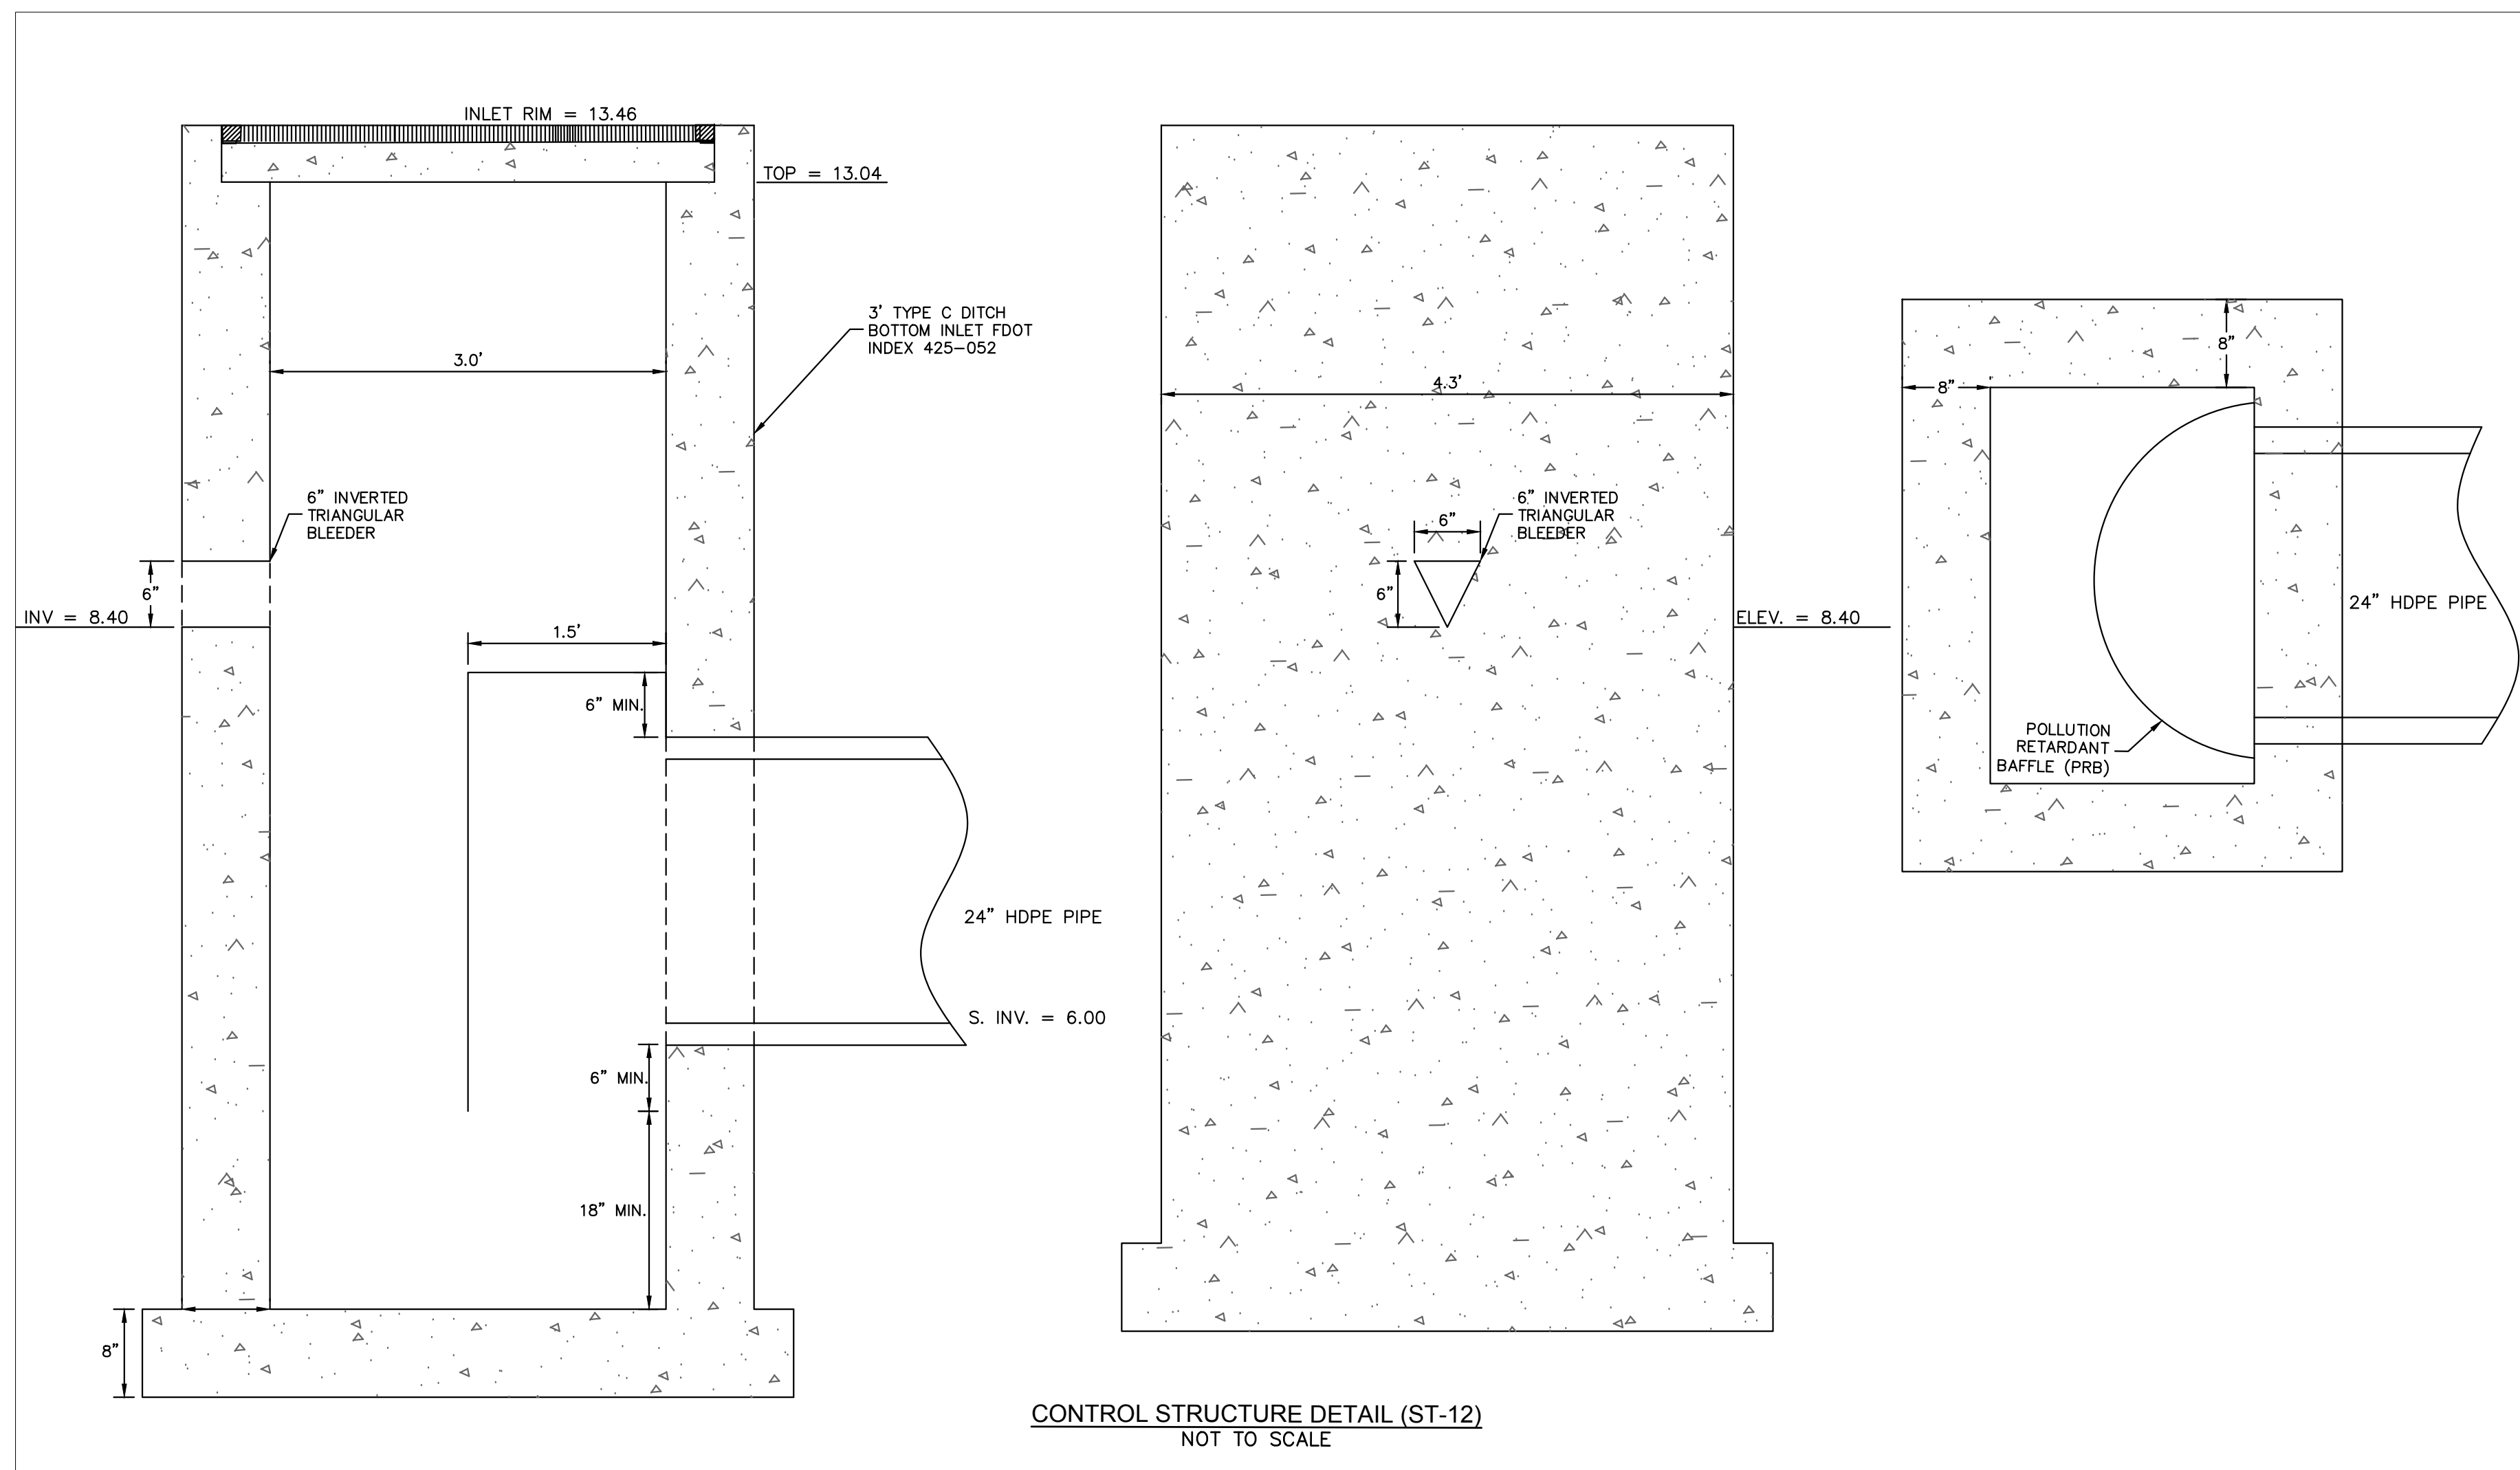 INLET RIM = 13.46
TOP = 13.04
3' TYPE C DITCH
BOTTOM INLET FDOT
INDEX 425-052
3.0'
6" INVERTED
TRIANGULAR
BLEEDER
6"
INV = 8.40
1.5'
6" MIN.
24" HDPE PIPE
S. INV. = 6.00
6" MIN.
18" MIN.
8"
4.3'
6" INVERTED
TRIANGULAR
BLEEDER
6"
6"
ELEV. = 8.40
8"
8"
24" HDPE PIPE
POLLUTION
RETARDANT
BAFFLE (PRB)
CONTROL STRUCTURE DETAIL (ST-12)
NOT TO SCALE